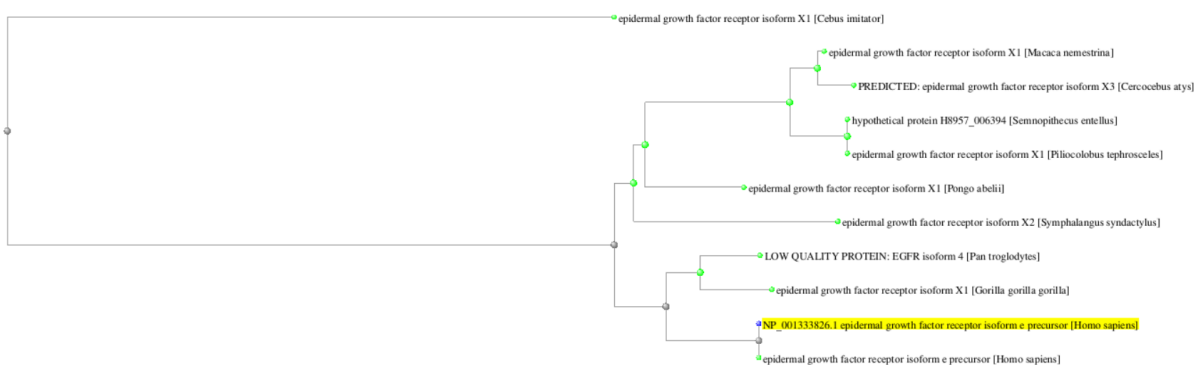 epidermal growth factor receptor isoform X1 [Cebus imitator]
epidermal growth factor receptor isoform X1 [Macaca nemestrina]
PREDICTED: epidermal growth factor receptor isoform X3 [Cercocebus atys]
hypothetical protein H8957_006394 [Semnopithecus entellus]
epidermal growth factor receptor isoform X1 [Piliocolobus tephrosceles]
epidermal growth factor receptor isoform X1 [Pongo abelii]
epidermal growth factor receptor isoform X2 [Symphalangus syndactylus]
LOW QUALITY PROTEIN: EGFR isoform 4 [Pan troglodytes]
epidermal growth factor receptor isoform X1 [Gorilla gorilla gorilla]
NP_001333826.1 epidermal growth factor receptor isoform e precursor [Homo sapiens]
epidermal growth factor receptor isoform e precursor [Homo sapiens]